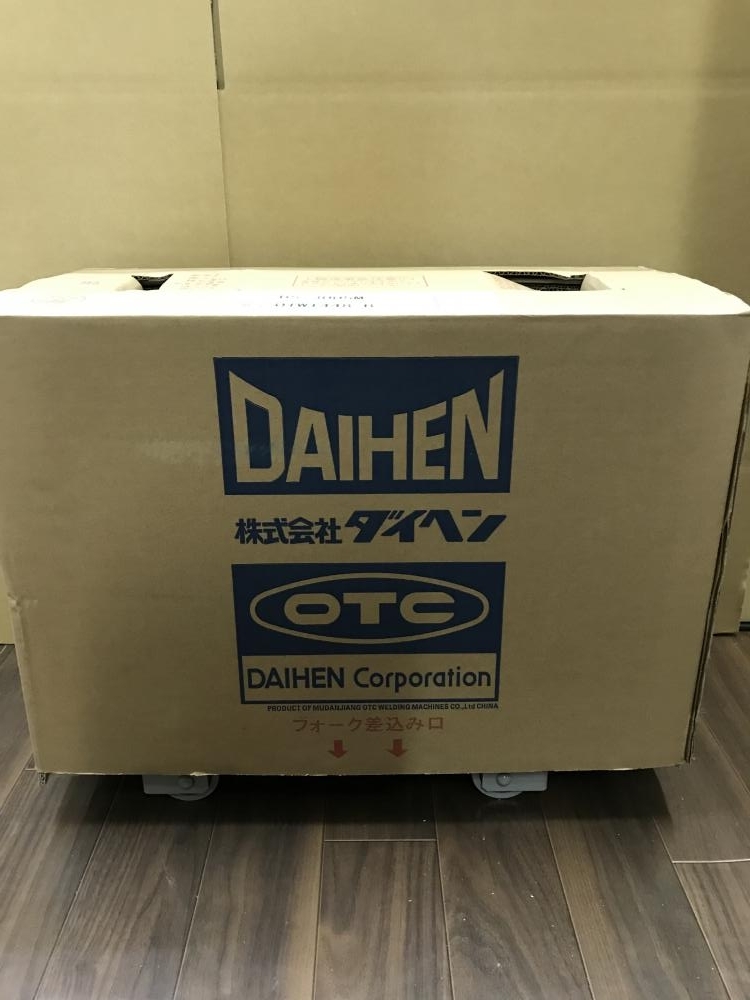 DAIHEN
株式会社ダイヘン
OTC
DAIHEN Corporation
PRODUCT OF MUDANJIANG OTC WELDING MACHINES CO.,Ltd CHINA
フォーク差込み口